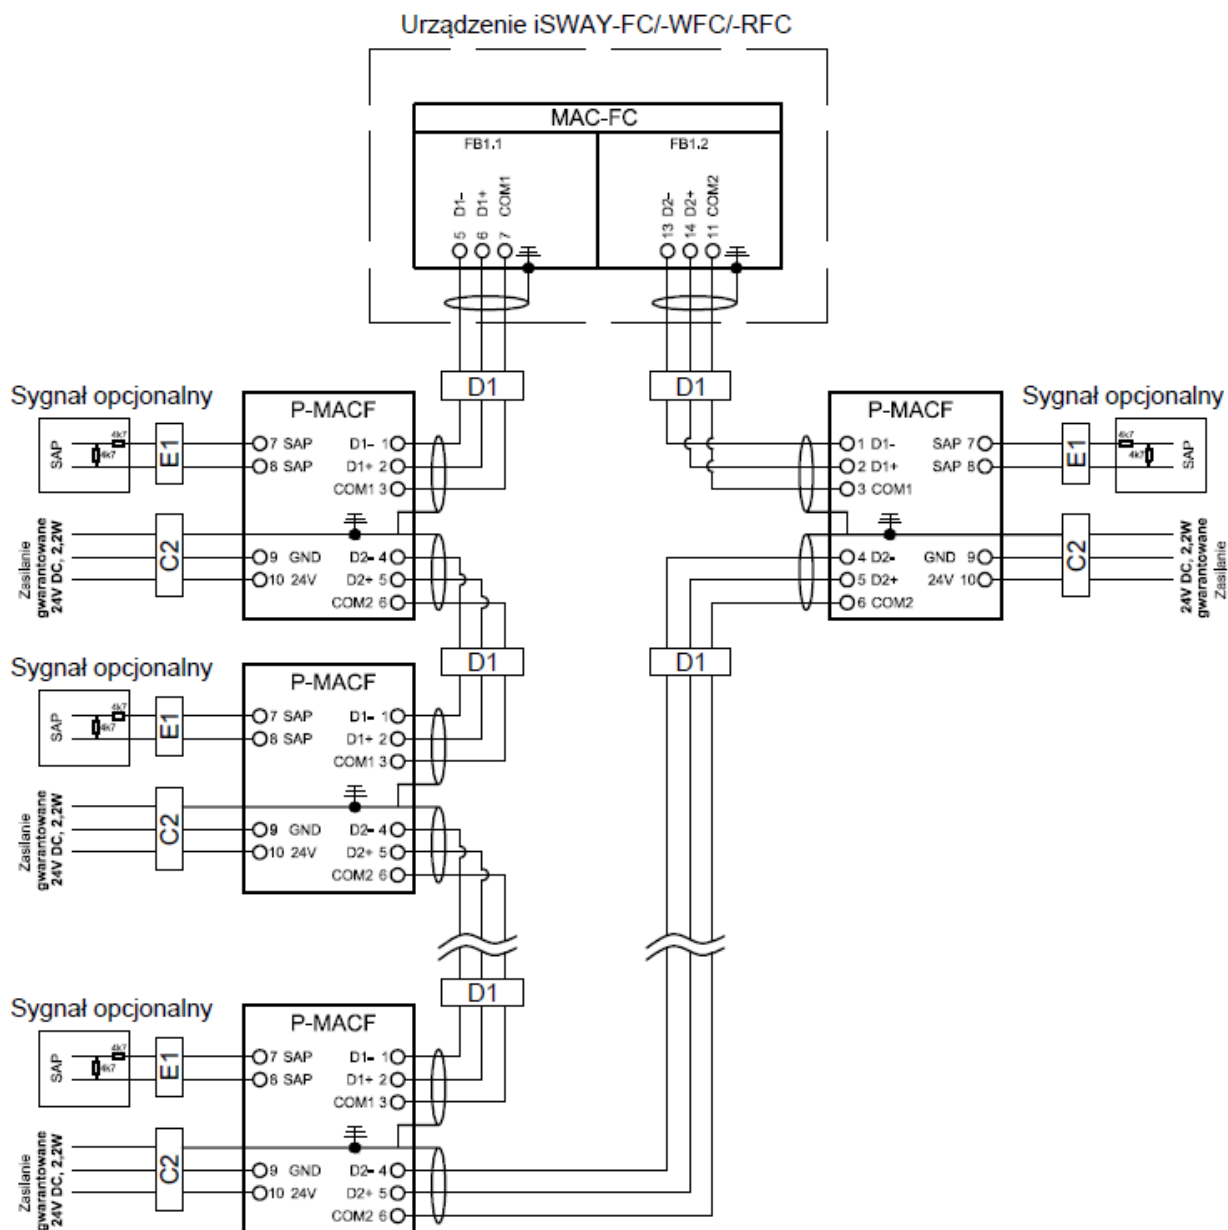 Urządzenie iSWAY-FC/-WFC/-RFC
MAC-FC
FB1.1
FB1.2
5 D1-
6 D1+
7 COM1
13 D2-
14 D2+
11 COM2
D1
D1
Sygnał opcjonalny
SAP
4k7
4k7
E1
P-MACF
7 SAP
8 SAP
D1- 1
D1+ 2
COM1 3
Zasilanie
gwarantowane
24V DC, 2,2W
C2
9 GND
10 24V
D2- 4
D2+ 5
COM2 6
Sygnał opcjonalny
P-MACF
1 D1-
2 D1+
3 COM1
SAP 7
SAP 8
E1
4k7
4k7
SAP
4 D2-
5 D2+
6 COM2
GND 9
24V 10
C2
24V DC, 2,2W
gwarantowane
Zasilanie
D1
D1
Sygnał opcjonalny
SAP
4k7
4k7
E1
P-MACF
7 SAP
8 SAP
D1- 1
D1+ 2
COM1 3
Zasilanie
gwarantowane
24V DC, 2,2W
C2
9 GND
10 24V
D2- 4
D2+ 5
COM2 6
D1
Sygnał opcjonalny
SAP
4k7
4k7
E1
P-MACF
7 SAP
8 SAP
D1- 1
D1+ 2
COM1 3
Zasilanie
gwarantowane
24V DC, 2,2W
C2
9 GND
10 24V
D2- 4
D2+ 5
COM2 6